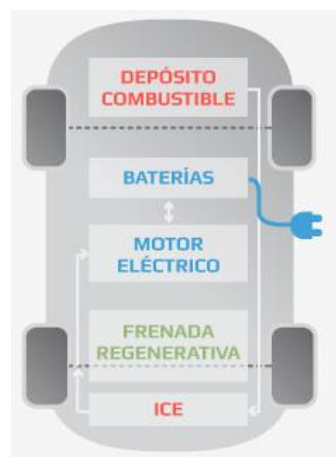 DEPÓSITO
COMBUSTIBLE
BATERÍAS
MOTOR
ELÉCTRICO
FRENADA
REGENERATIVA
ICE